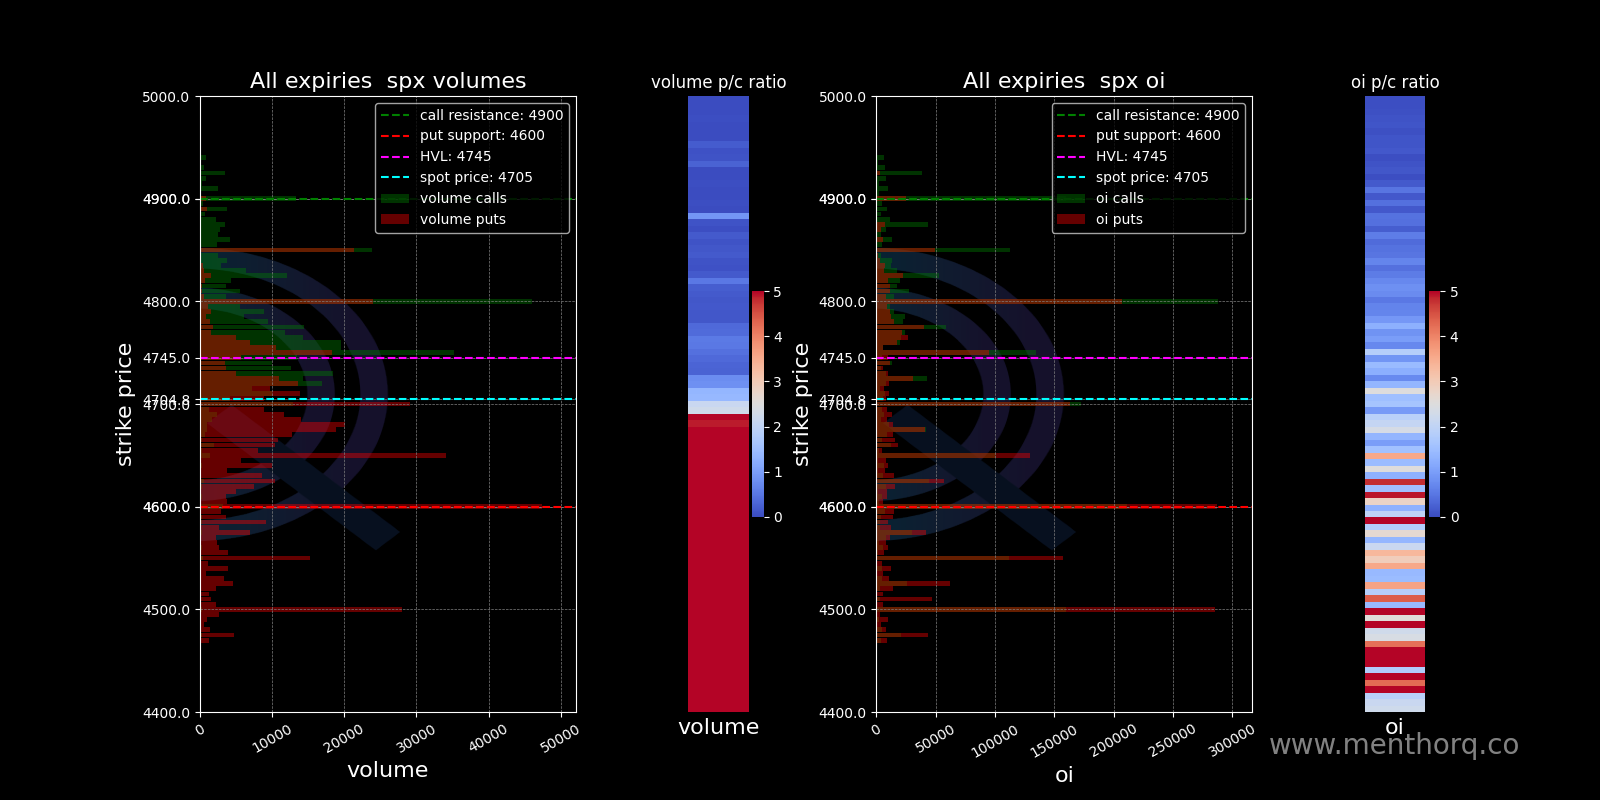 All expiries  spx volumes
call resistance: 4900
put support: 4600
HVL: 4745
spot price: 4705
volume calls
volume puts
5000.0
4900.0
4800.0
4745.0
4704.8
4700.0
4600.0
4500.0
4400.0
strike price
0
10000
20000
30000
40000
50000
volume
volume p/c ratio
5
4
3
2
1
0
volume
All expiries  spx oi
call resistance: 4900
put support: 4600
HVL: 4745
spot price: 4705
oi calls
oi puts
5000.0
4900.0
4800.0
4745.0
4704.8
4700.0
4600.0
4500.0
4400.0
strike price
0
50000
100000
150000
200000
250000
300000
oi
oi p/c ratio
5
4
3
2
1
0
oi
www.menthorq.co